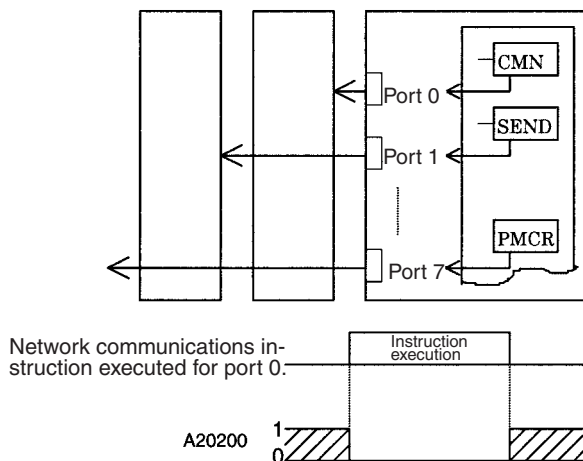 CMN
Port 0
SEND
Port 1
PMCR
Port 7
Network communications in-
struction executed for port 0.
Instruction
execution
A20200
1
0